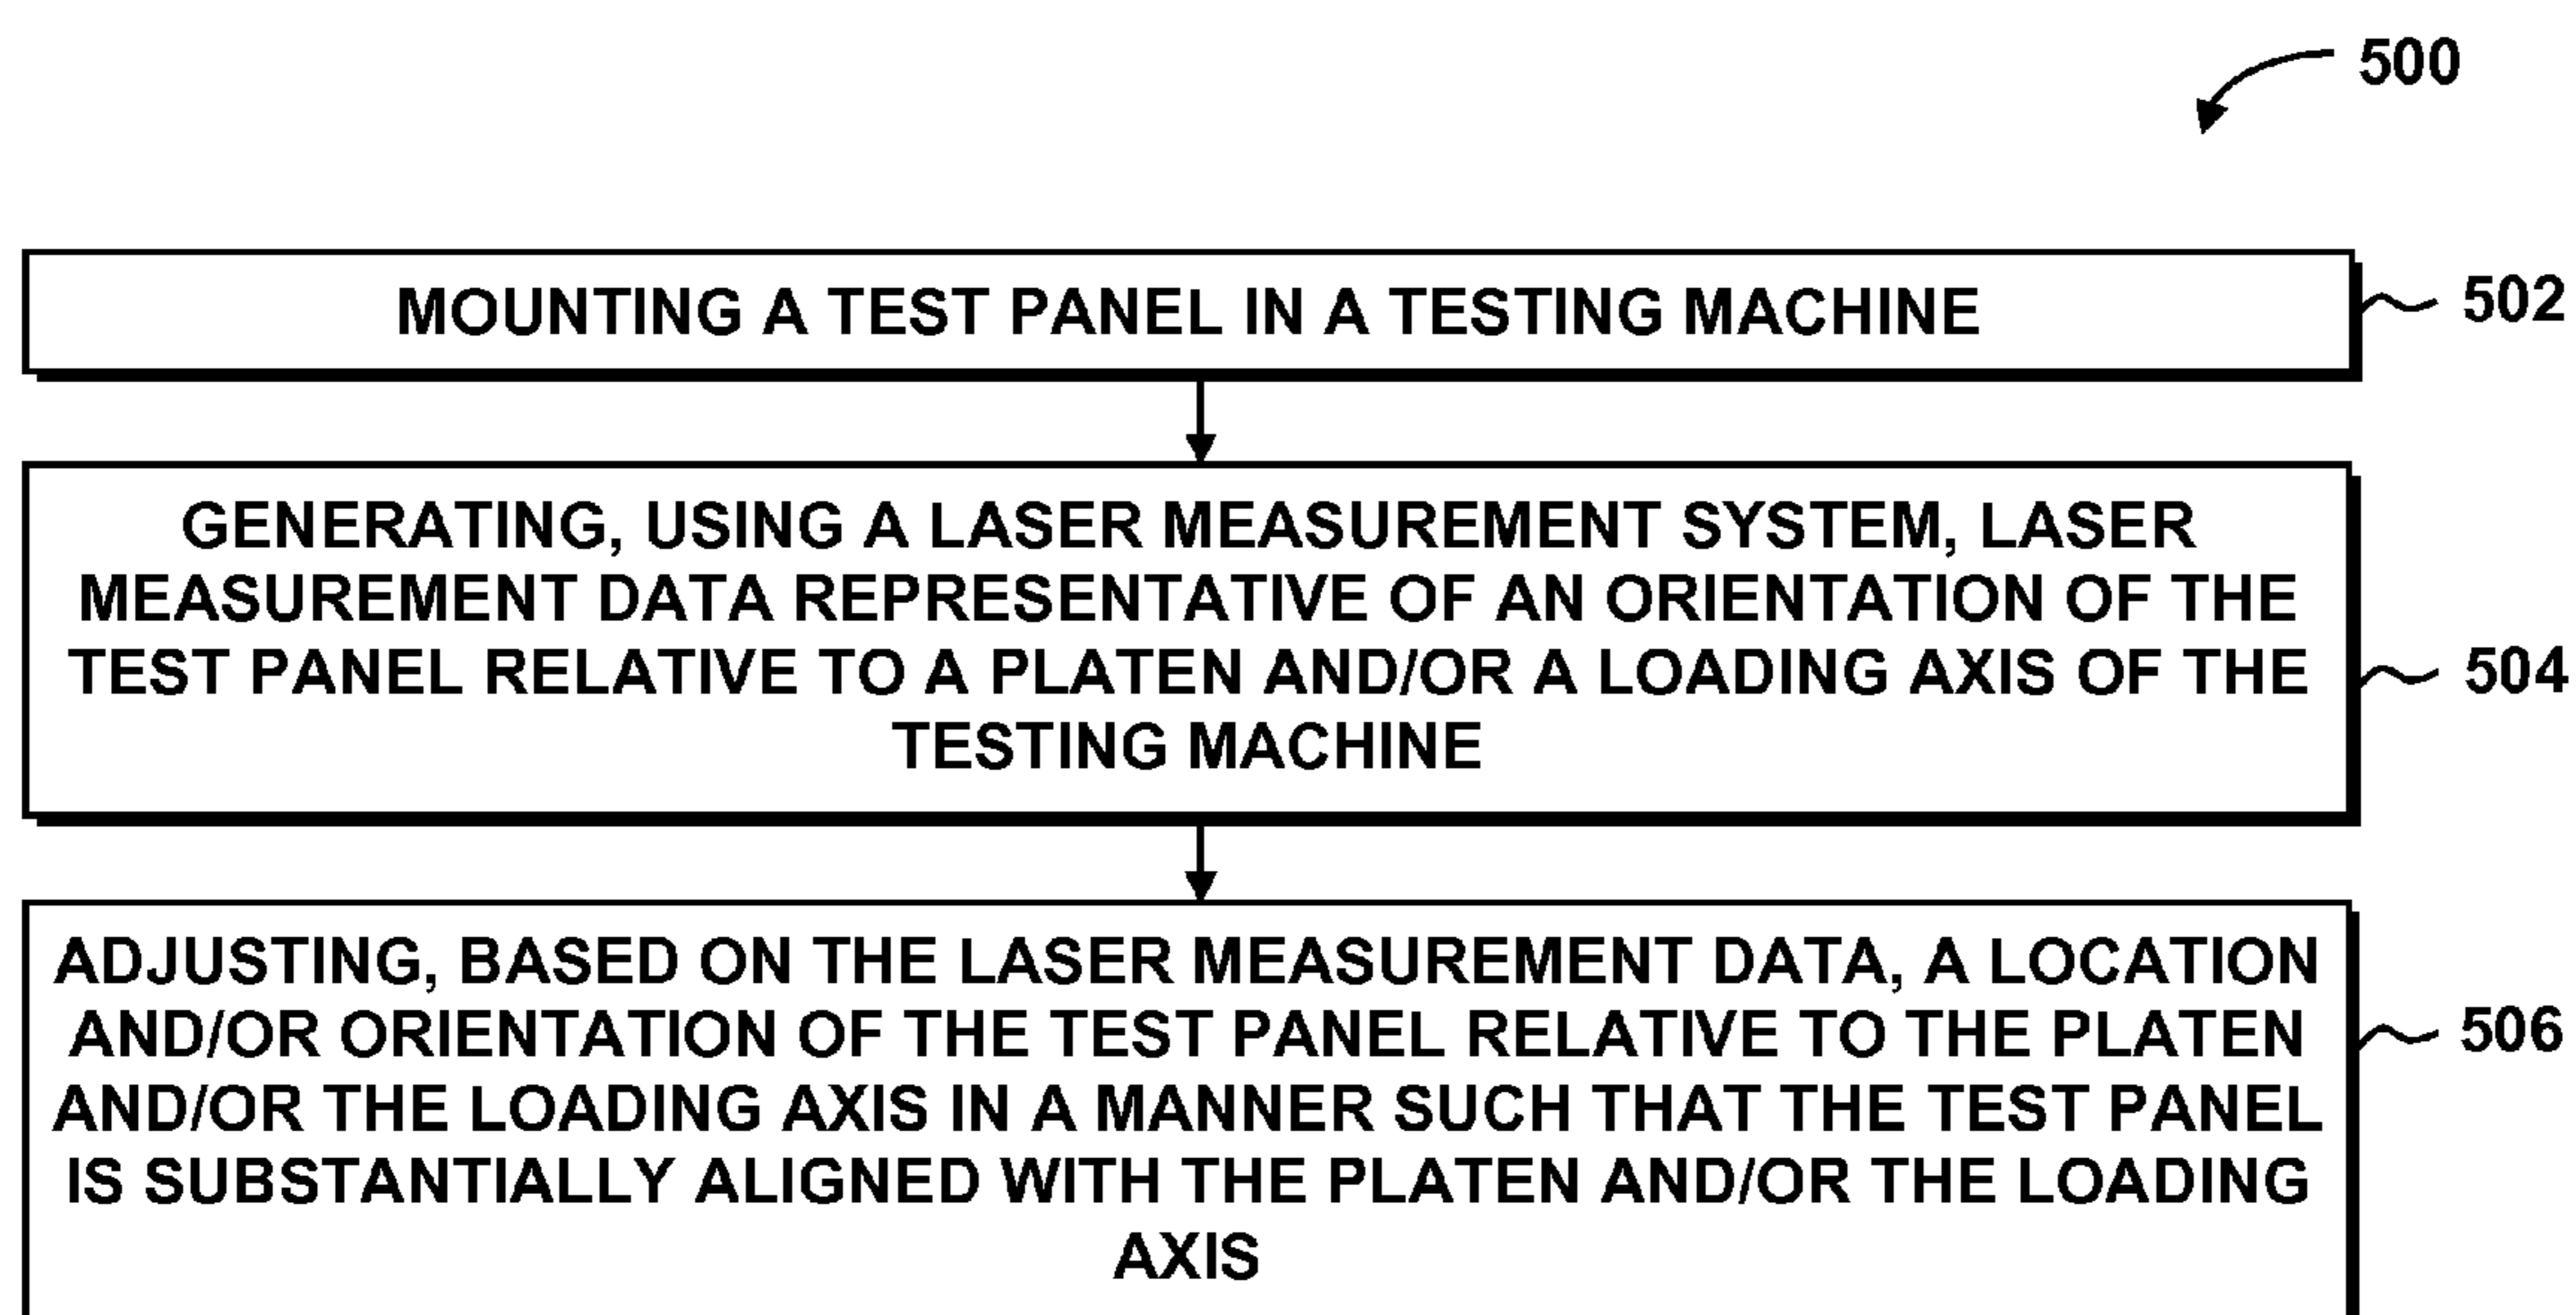 500
MOUNTING A TEST PANEL IN A TESTING MACHINE
502
GENERATING, USING A LASER MEASUREMENT SYSTEM, LASER
MEASUREMENT DATA REPRESENTATIVE OF AN ORIENTATION OF THE
TEST PANEL RELATIVE TO A PLATEN AND/OR A LOADING AXIS OF THE
TESTING MACHINE
504
ADJUSTING, BASED ON THE LASER MEASUREMENT DATA, A LOCATION
AND/OR ORIENTATION OF THE TEST PANEL RELATIVE TO THE PLATEN
AND/OR THE LOADING AXIS IN A MANNER SUCH THAT THE TEST PANEL
IS SUBSTANTIALLY ALIGNED WITH THE PLATEN AND/OR THE LOADING
AXIS
506